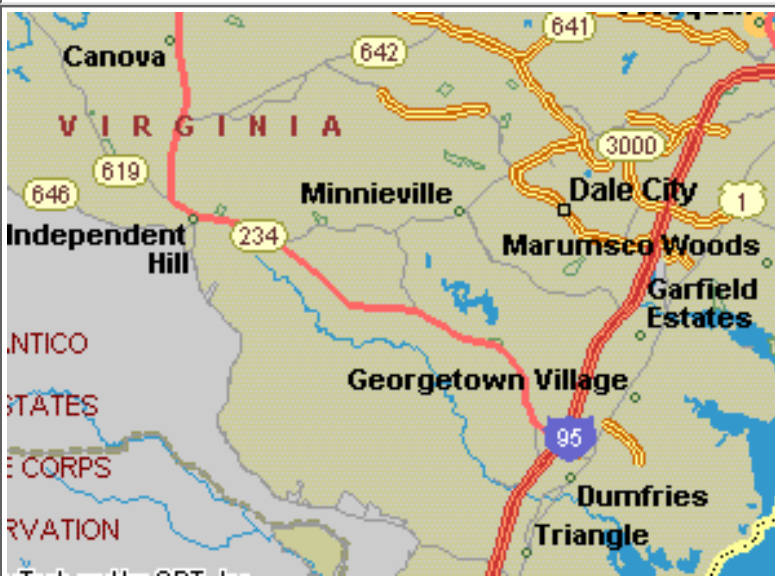 641
Canova
642
VIRGINIA
3000
619
646
Minnieville
Dale City
1
234
Independent
Hill
Marumsco Woods
Garfield
Estates
ANTICO
Georgetown Village
STATES
95
E CORPS
Dumfries
RVATION
Triangle